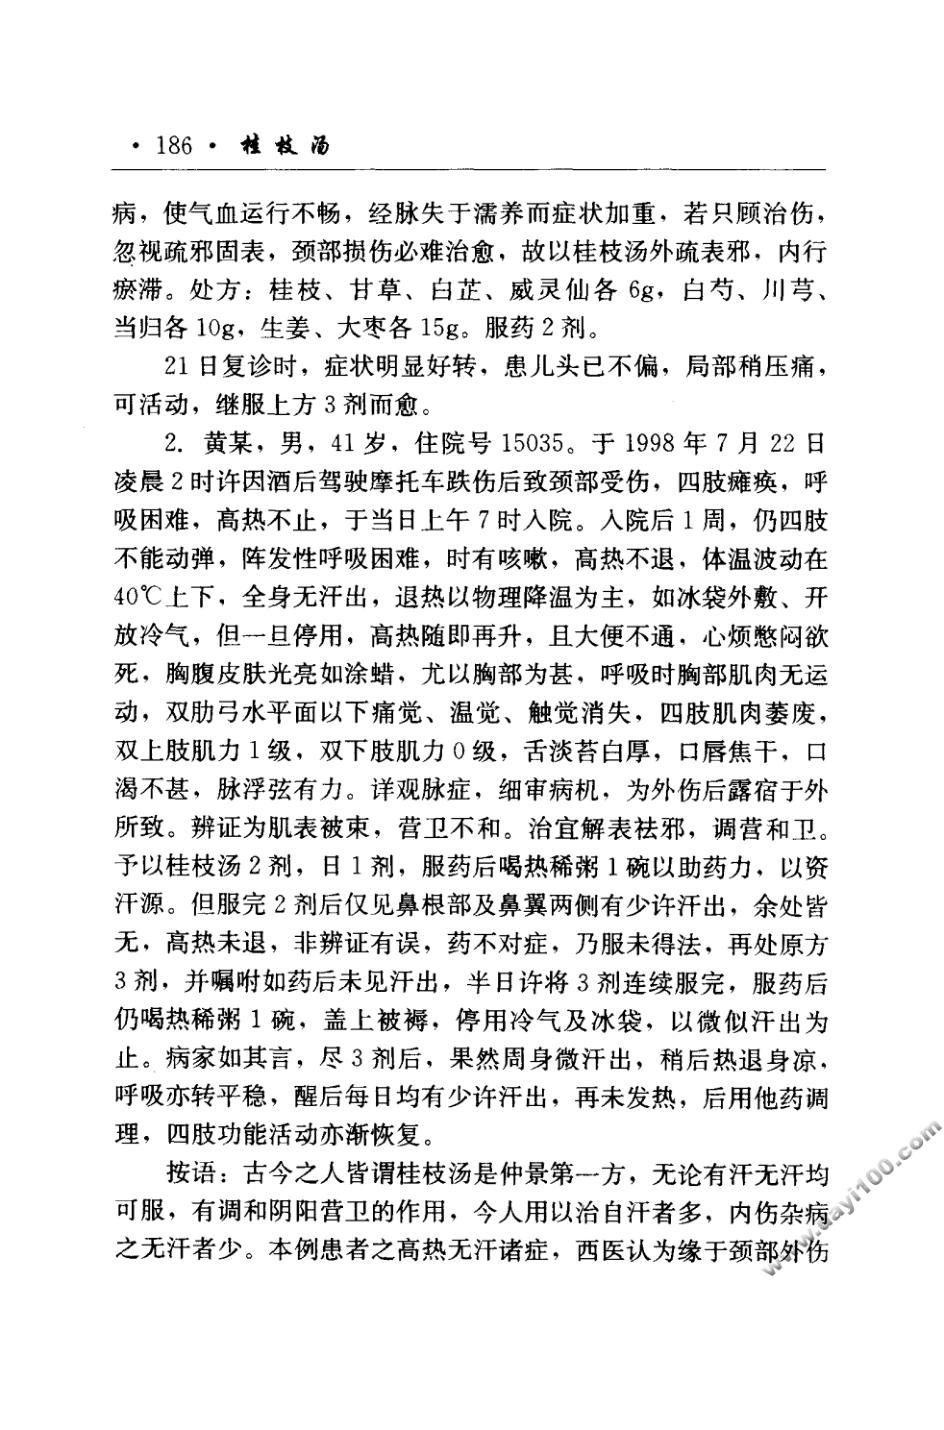 ·186· 桂枝汤
病，使气血运行不畅，经脉失于濡养而症状加重，若只顾治伤，
忽视疏邪固表，颈部损伤必难治愈，故以桂枝汤外疏表邪，内行
瘀滞。处方：桂枝、甘草、白芷、威灵仙各 6g，白芍、川芎、
当归各 10g，生姜、大枣各 15g。服药 2 剂。
21 日复诊时，症状明显好转，患儿头已不偏，局部稍压痛，
可活动，继服上方 3 剂而愈。
2. 黄某，男，41 岁，住院号 15035。于 1998 年 7 月 22 日
凌晨 2 时许因酒后驾驶摩托车跌伤后致颈部受伤，四肢瘫痪，呼
吸困难，高热不止，于当日上午 7 时入院。入院后 1 周，仍四肢
不能动弹，阵发性呼吸困难，时有咳嗽，高热不退，体温波动在
40℃上下，全身无汗出，退热以物理降温为主，如冰袋外敷、开
放冷气，但一旦停用，高热随即再升，且大便不通，心烦憋闷欲
死，胸腹皮肤光亮如涂蜡，尤以胸部为甚，呼吸时胸部肌肉无运
动，双肋弓水平面以下痛觉、温觉、触觉消失，四肢肌肉萎废，
双上肢肌力 1 级，双下肢肌力 0 级，舌淡苔白厚，口唇焦干，口
渴不甚，脉浮弦有力。详观脉症，细审病机，为外伤后露宿于外
所致。辨证为肌表被束，营卫不和。治宜解表祛邪，调营和卫。
予以桂枝汤 2 剂，日 1 剂，服药后喝热稀粥 1 碗以助药力，以资
汗源。但服完 2 剂后仅见鼻根部及鼻翼两侧有少许汗出，余处皆
无，高热未退，非辨证有误，药不对症，乃服未得法，再处原方
3 剂，并嘱咐如药后未见汗出，半日许将 3 剂连续服完，服药后
仍喝热稀粥 1 碗，盖上被褥，停用冷气及冰袋，以微似汗出为
止。病家如其言，尽 3 剂后，果然周身微汗出，稍后热退身凉，
呼吸亦转平稳，醒后每日均有少许汗出，再未发热，后用他药调
理，四肢功能活动亦渐恢复。
按语：古今之人皆谓桂枝汤是仲景第一方，无论有汗无汗均
可服，有调和阴阳营卫的作用，今人用以治自汗者多，内伤杂病
之无汗者少。本例患者之高热无汗诸症，西医认为缘于颈部外伤
www.dayi100.com